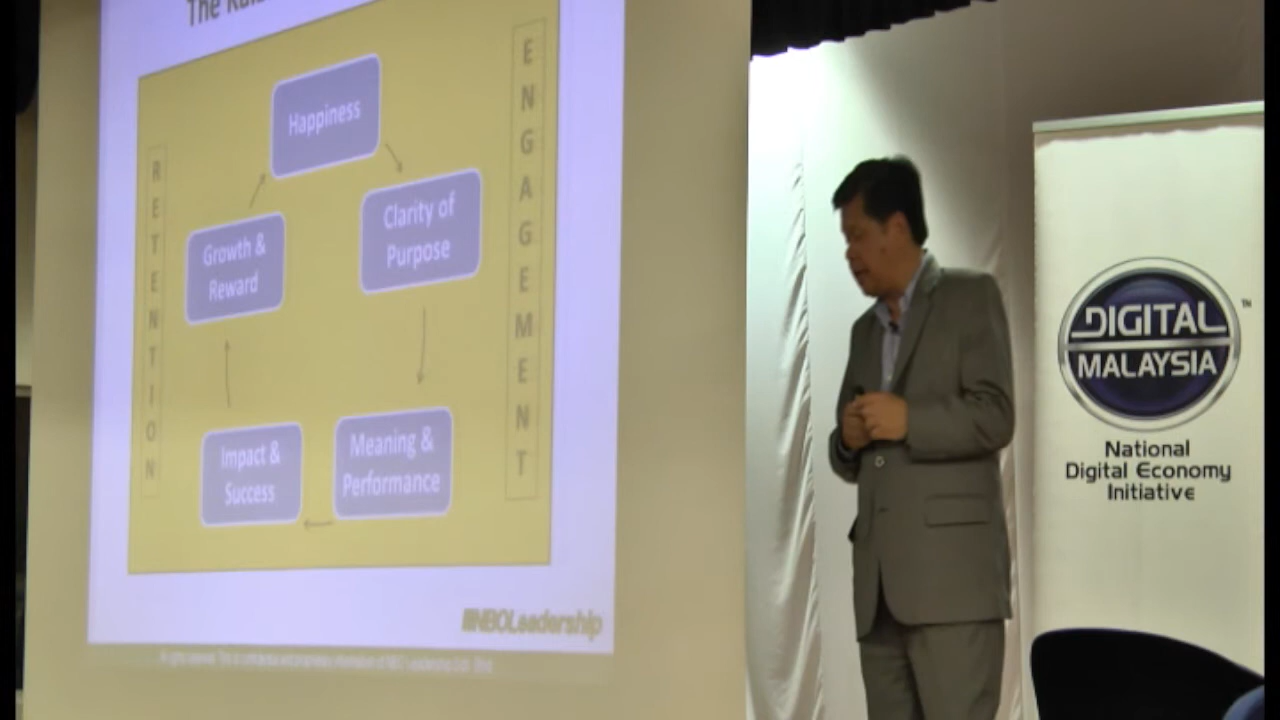 The
Happiness
Clarity of
Purpose
Meaning &
Performance
Impact &
Success
Growth &
Reward
RETENTION
ENGAGEMENT
Leadership
DIGITAL
MALAYSIA
TM
National
Digital Economy
Initiative